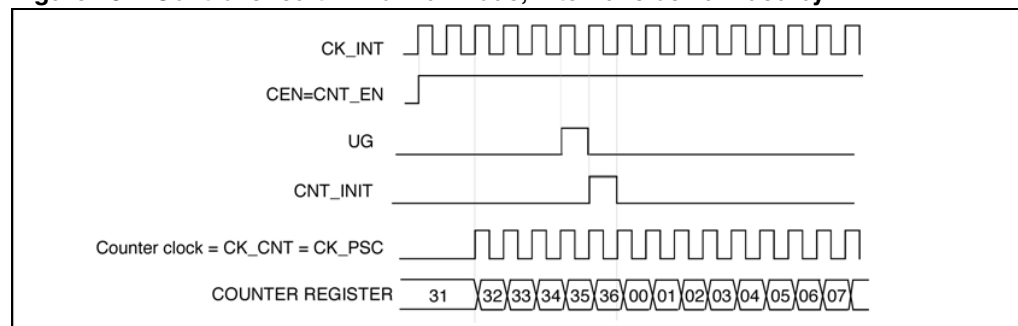 CK_INT
CEN=CNT_EN
UG
CNT_INIT
Counter clock = CK_CNT = CK_PSC
COUNTER REGISTER 31 32 33 34 35 36 00 01 02 03 04 05 06 07